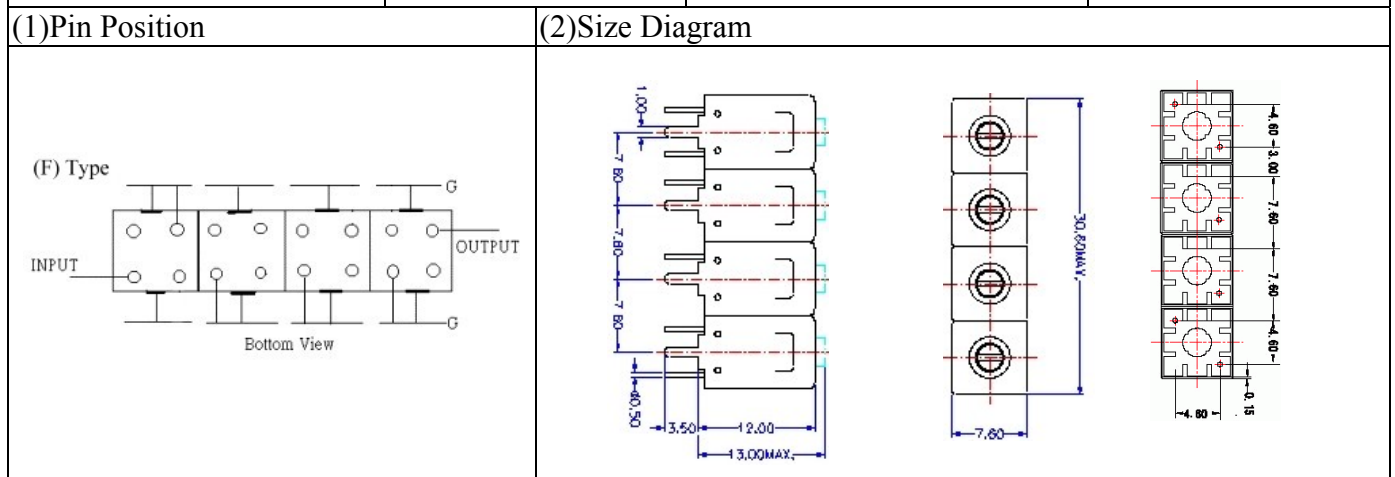 (1)Pin Position
(2)Size Diagram
(F) Type
G
OUTPUT
INPUT
G
Bottom View
1.00
7.80
7.80
7.80
Φ0.50
3.50
12.00
13.00MAX.
30.60MAX.
7.60
4.60
3.00
7.60
7.60
4.60
0.15
4.60